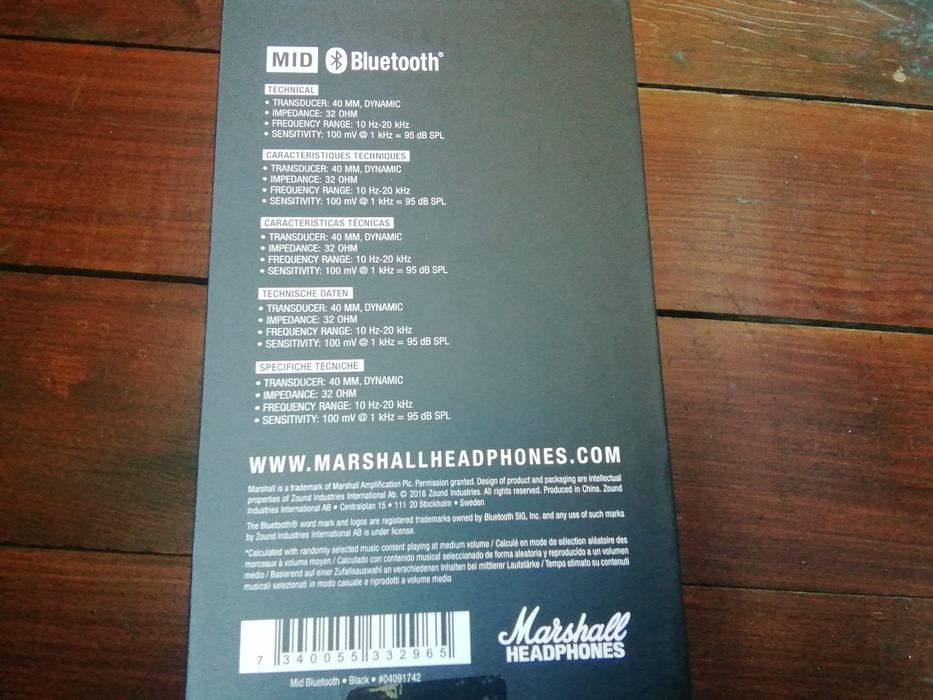 MID Bluetooth®
TECHNICAL
• TRANSDUCER: 40 MM, DYNAMIC
• IMPEDANCE: 32 OHM
• FREQUENCY RANGE: 10 Hz-20 kHz
• SENSITIVITY: 100 mV @ 1 kHz = 95 dB SPL
CARACTÉRISTIQUES TECHNIQUES
• TRANSDUCER: 40 MM, DYNAMIC
• IMPEDANCE: 32 OHM
• FREQUENCY RANGE: 10 Hz-20 kHz
• SENSITIVITY: 100 mV @ 1 kHz = 95 dB SPL
CARACTERÍSTICAS TÉCNICAS
• TRANSDUCER: 40 MM, DYNAMIC
• IMPEDANCE: 32 OHM
• FREQUENCY RANGE: 10 Hz-20 kHz
• SENSITIVITY: 100 mV @ 1 kHz = 95 dB SPL
TECHNISCHE DATEN
• TRANSDUCER: 40 MM, DYNAMIC
• IMPEDANCE: 32 OHM
• FREQUENCY RANGE: 10 Hz-20 kHz
• SENSITIVITY: 100 mV @ 1 kHz = 95 dB SPL
SPECIFICHE TECNICHE
• TRANSDUCER: 40 MM, DYNAMIC
• IMPEDANCE: 32 OHM
• FREQUENCY RANGE: 10 Hz-20 kHz
• SENSITIVITY: 100 mV @ 1 kHz = 95 dB SPL
WWW.MARSHALLHEADPHONES.COM
Marshall is a trademark of Marshall Amplification Plc. Permission granted. Design of product and packaging are intellectual
properties of Zound Industries International Ab. © 2016 Zound Industries. All rights reserved. Produced in China. Zound
Industries International AB • Centralplan 15 • 111 20 Stockholm • Sweden
The Bluetooth® word mark and logos are registered trademarks owned by Bluetooth SIG, Inc. and any use of such marks
by Zound Industries International AB is under license.
*Calculated with randomly selected music content playing at medium volume / Calculé en mode de sélection aléatoire des
morceaux à volume moyen / Calculado con contenido musical seleccionado de forma aleatoria y reproducido a un volumen
medio / Basierend auf einer Zufallsauswahl an verschiedenen Inhalten bei mittlerer Lautstärke / Tempo stimato su contenuti
musicali selezionati in modo casuale e riprodotti a volume medio
7 340055 332965
Mid Bluetooth • Black • #04091742
Marshall
HEADPHONES